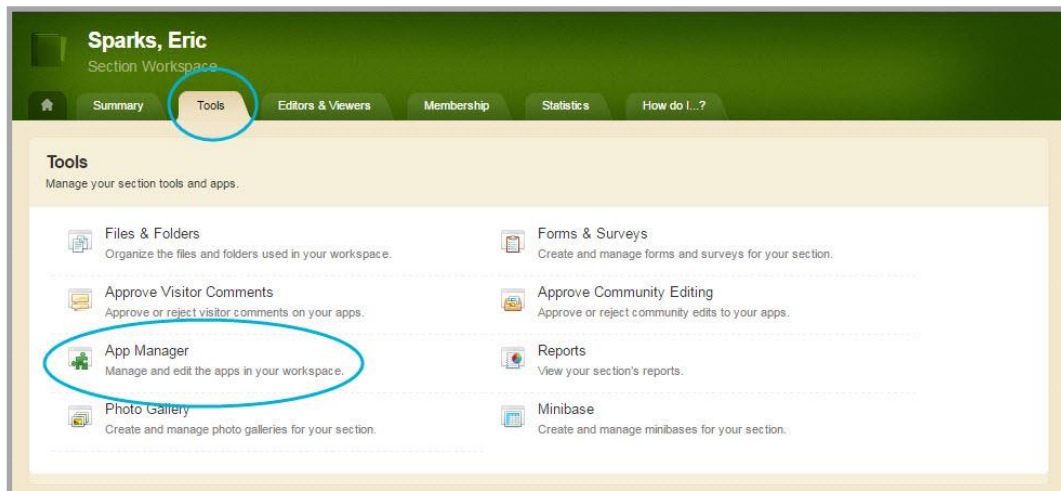 Sparks, Eric
Section Workspace
Summary Tools Editors & Viewers Membership Statistics How do I...?
Tools
Manage your section tools and apps.
Files & Folders
Organize the files and folders used in your workspace.
Forms & Surveys
Create and manage forms and surveys for your section.
Approve Visitor Comments
Approve or reject visitor comments on your apps.
Approve Community Editing
Approve or reject community edits to your apps.
App Manager
Manage and edit the apps in your workspace.
Reports
View your section's reports.
Photo Gallery
Create and manage photo galleries for your section.
Minibase
Create and manage minibases for your section.